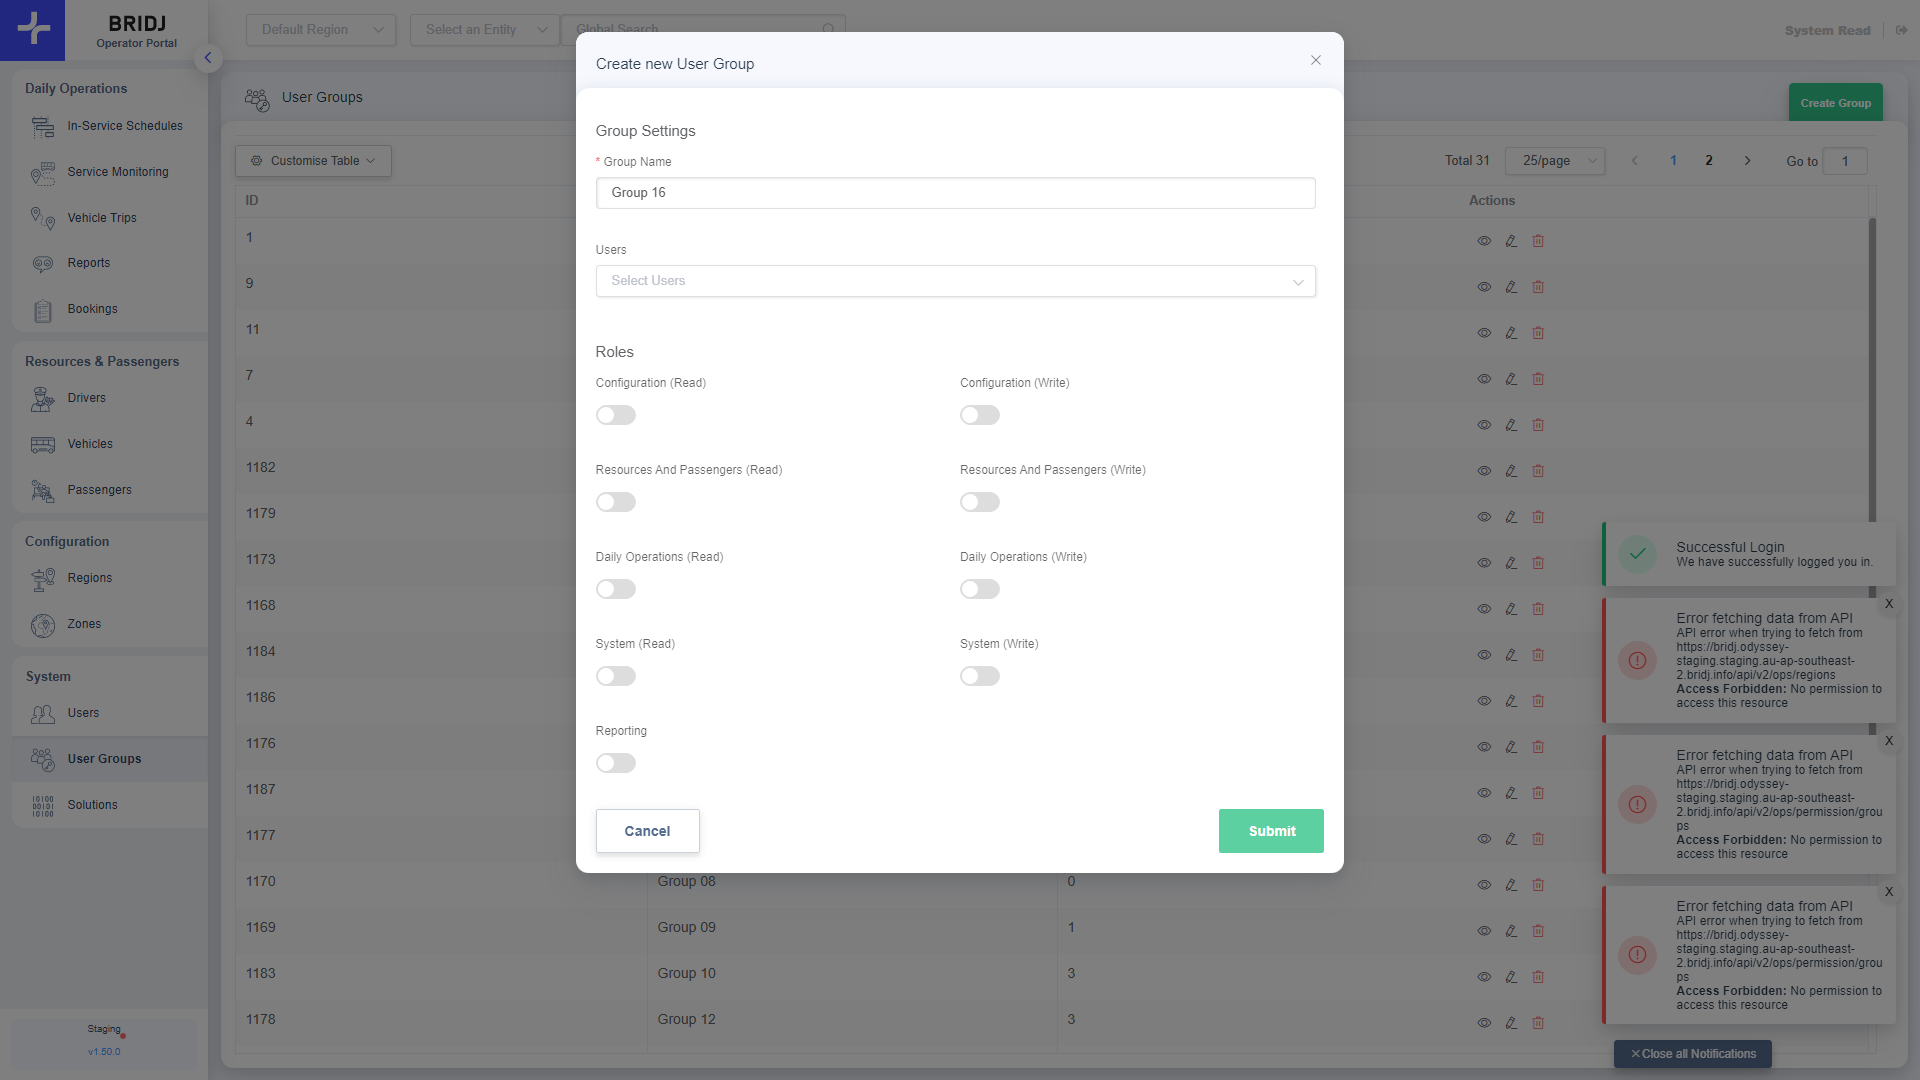 BRIDJ
Operator Portal
Default Region
Select an Entity
Global Search
System Read
Daily Operations
In-Service Schedules
Service Monitoring
Vehicle Trips
Reports
Bookings
Resources & Passengers
Drivers
Vehicles
Passengers
Configuration
Regions
Zones
System
Users
User Groups
Solutions
Staging
v1.50.0
User Groups
Create Group
Customise Table
Total 31
25/page
1
2
Go to
1
ID
Actions
1
9
11
7
4
1182
1179
1173
1168
1184
1186
1176
1187
1177
1170
Group 08
0
1169
Group 09
1
1183
Group 10
3
1178
Group 12
3
Create new User Group
Group Settings
* Group Name
Group 16
Users
Select Users
Roles
Configuration (Read)
Configuration (Write)
Resources And Passengers (Read)
Resources And Passengers (Write)
Daily Operations (Read)
Daily Operations (Write)
System (Read)
System (Write)
Reporting
Cancel
Submit
Successful Login
We have successfully logged you in.
X
Error fetching data from API
API error when trying to fetch from
https://bridj.odyssey-
staging.staging.au-ap-southeast-
2.bridj.info/api/v2/ops/regions
Access Forbidden: No permission to
access this resource
X
Error fetching data from API
API error when trying to fetch from
https://bridj.odyssey-
staging.staging.au-ap-southeast-
2.bridj.info/api/v2/ops/permission/grou
ps
Access Forbidden: No permission to
access this resource
X
Error fetching data from API
API error when trying to fetch from
https://bridj.odyssey-
staging.staging.au-ap-southeast-
2.bridj.info/api/v2/ops/permission/grou
ps
Access Forbidden: No permission to
access this resource
Close all Notifications